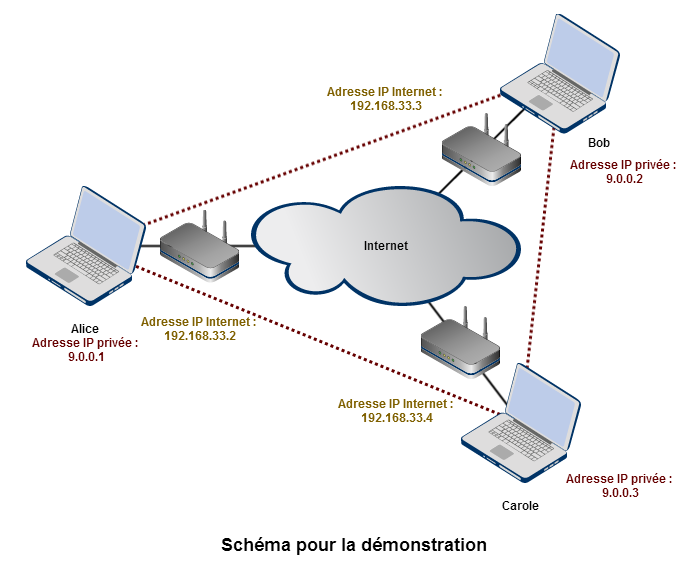 Adresse IP Internet :
192.168.33.3
Bob
Adresse IP privée :
9.0.0.2
Internet
Alice
Adresse IP privée :
9.0.0.1
Adresse IP Internet :
192.168.33.2
Adresse IP Internet :
192.168.33.4
Adresse IP privée :
9.0.0.3
Carole
Schéma pour la démonstration